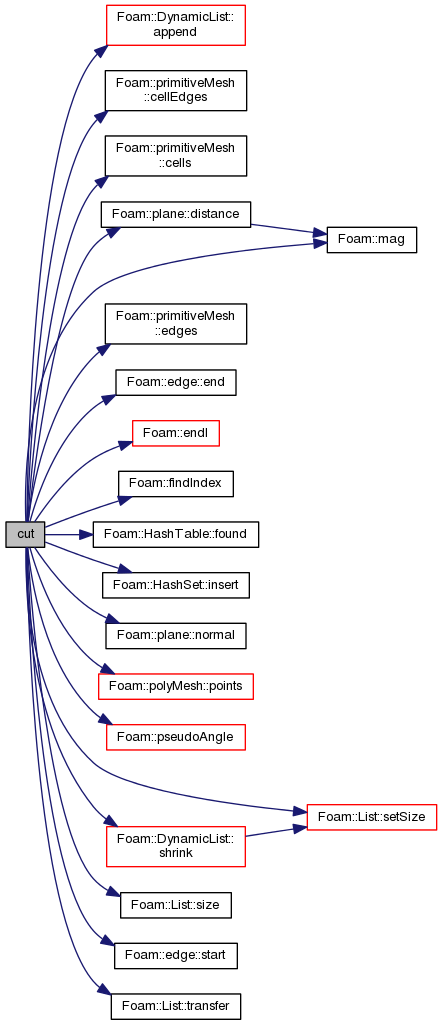 Foam::DynamicList::
append
Foam::primitiveMesh
::cellEdges
Foam::primitiveMesh
::cells
Foam::plane::distance
Foam::mag
Foam::primitiveMesh
::edges
Foam::edge::end
Foam::endl
Foam::findIndex
cut
Foam::HashTable::found
Foam::HashSet::insert
Foam::plane::normal
Foam::polyMesh::points
Foam::pseudoAngle
Foam::List::setSize
Foam::DynamicList::
shrink
Foam::List::size
Foam::edge::start
Foam::List::transfer